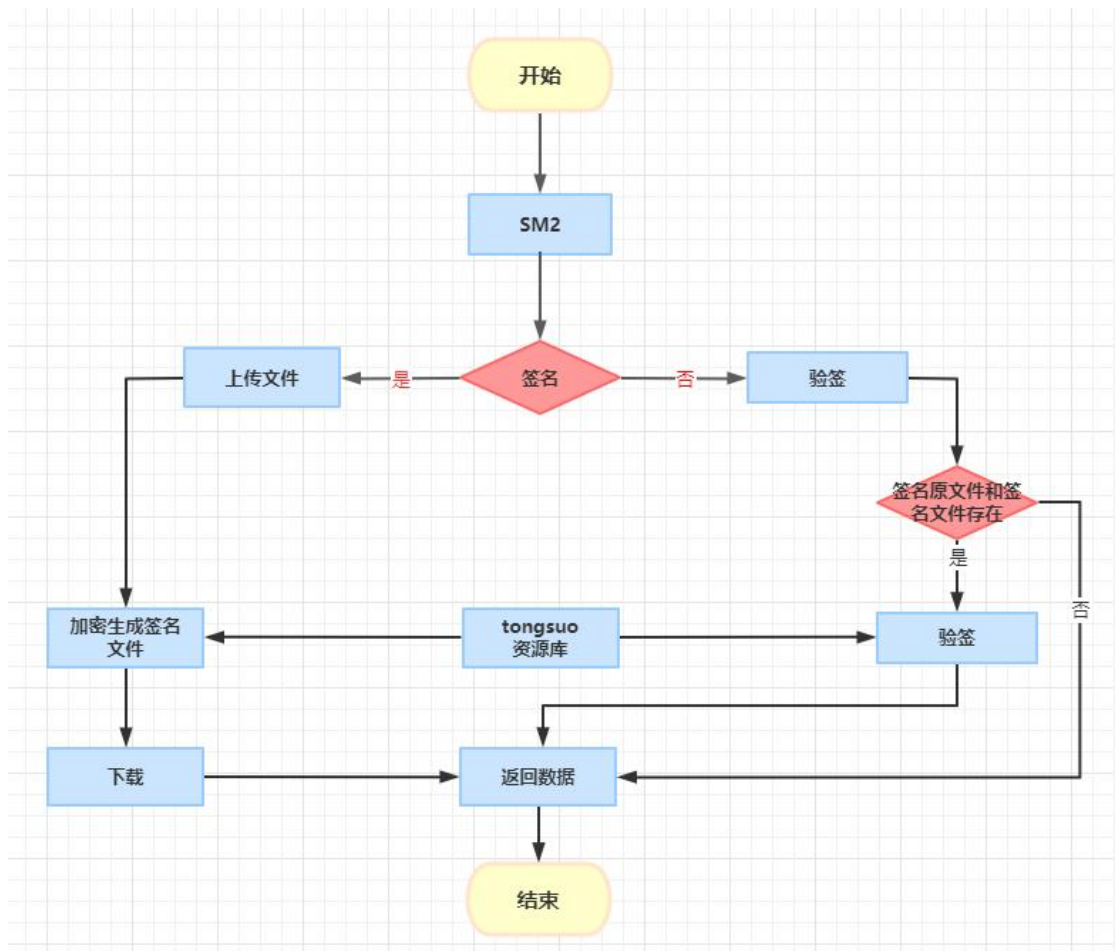 开始
SM2
上传文件
是
签名
否
验签
签名原文件和签
名文件存在
是
否
加密生成签名
文件
tongsuo
资源库
验签
下载
返回数据
结束